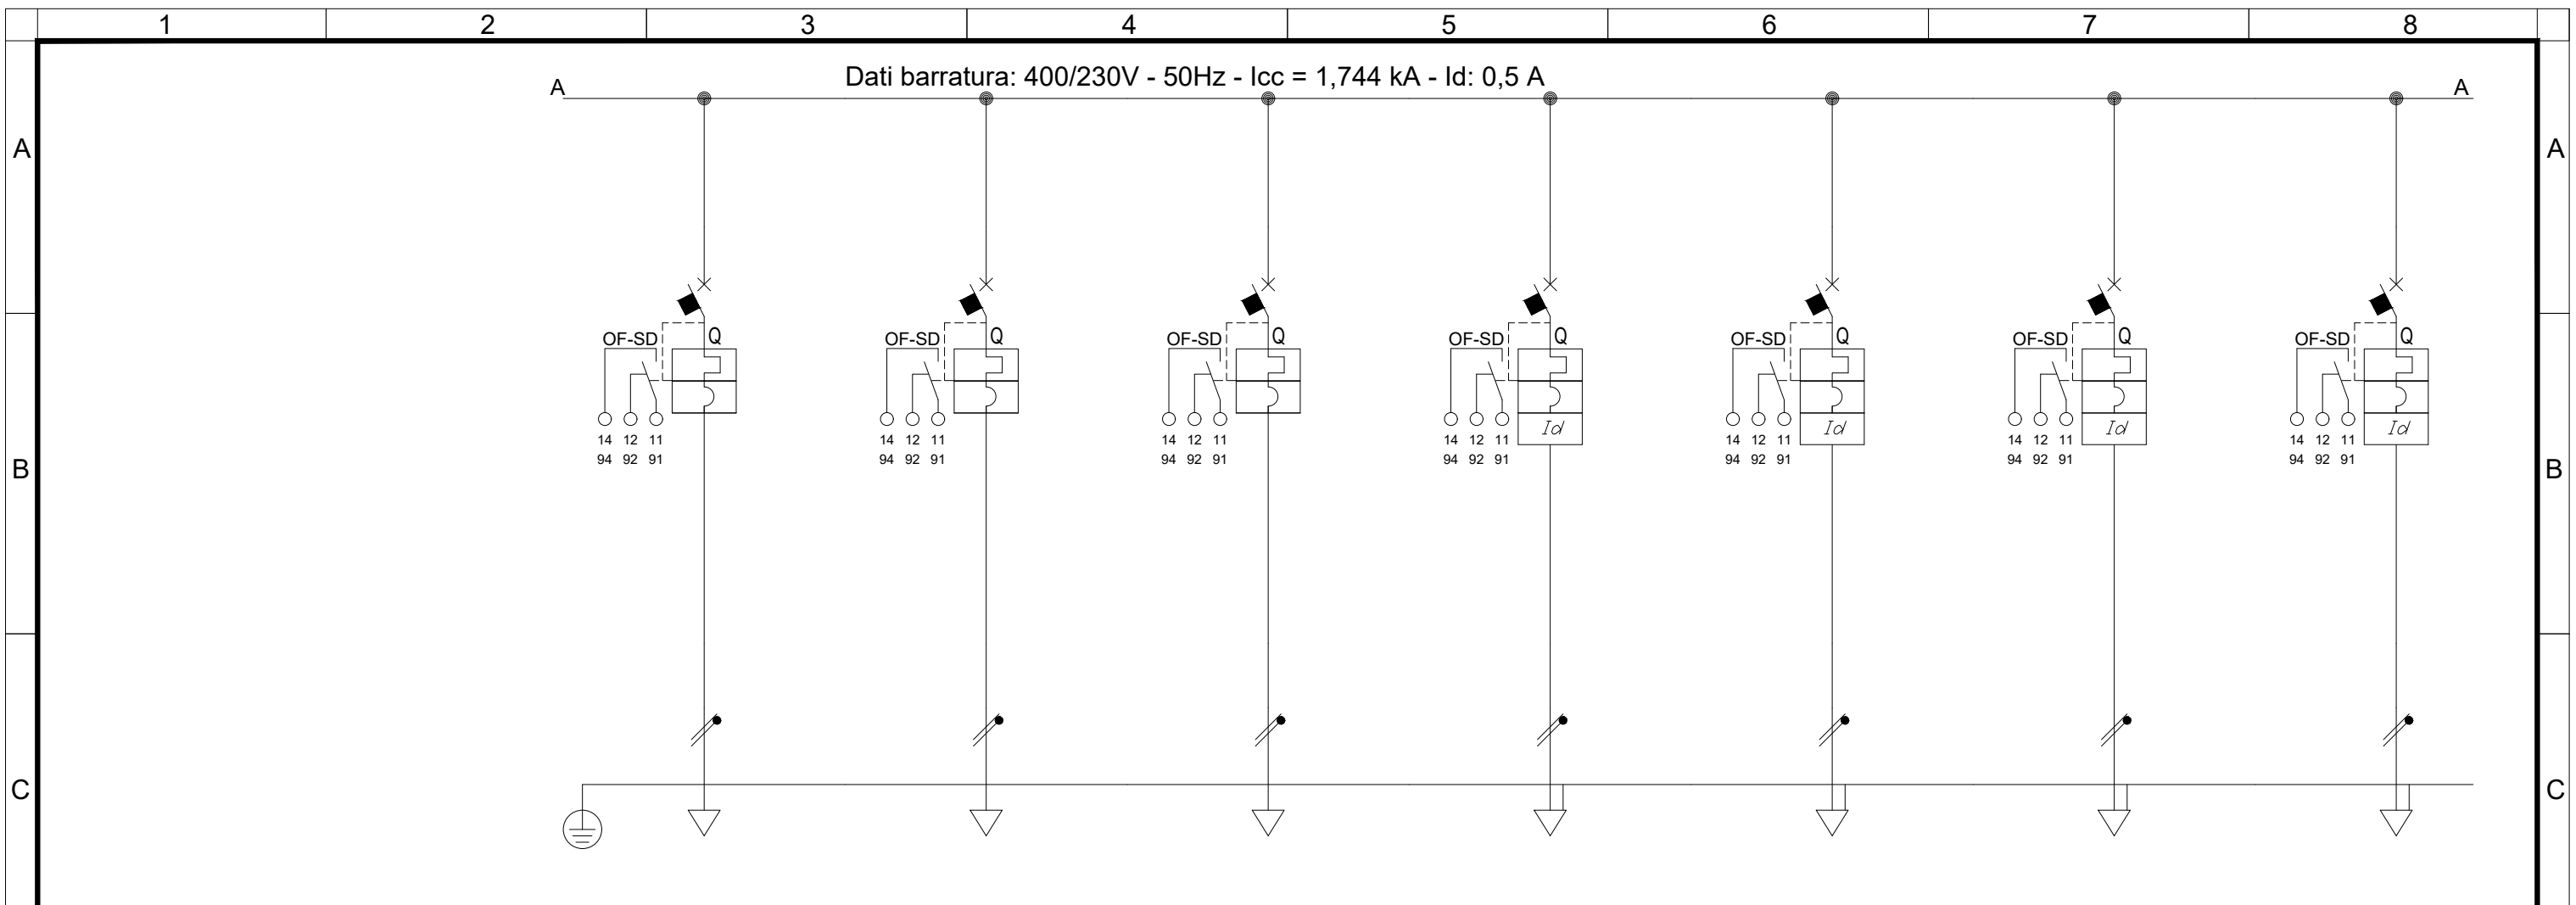 1 2 3 4 5 6 7 8
Dati barratura: 400/230V - 50Hz - Icc = 1,744 kA - Id: 0,5 A
A A
A A
OF-SD Q OF-SD Q OF-SD Q OF-SD Q OF-SD Q OF-SD Q OF-SD Q
Id Id Id Id
14 12 11 14 12 11 14 12 11 14 12 11 14 12 11 14 12 11 14 12 11
94 92 91 94 92 91 94 92 91 94 92 91 94 92 91 94 92 91 94 92 91
B B
C C